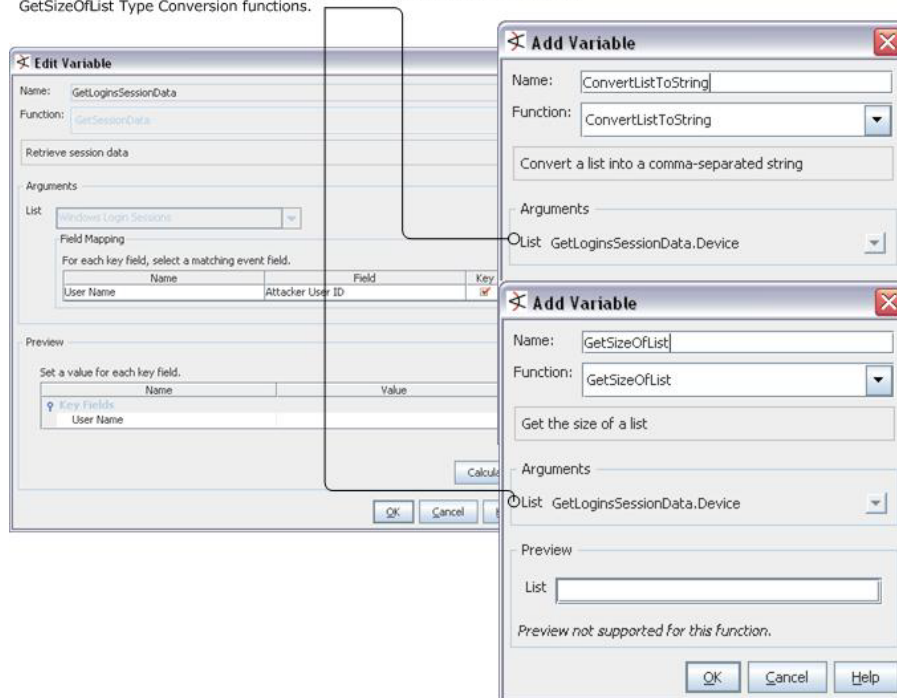 GetSizeOfList Type Conversion functions.
Edit Variable
Name: GetLoginsSessionData
Function: GetSessionData
Retrieve session data
Arguments
List Windows Login Sessions
Field Mapping
For each key field, select a matching event field.
Name Field Key
User Name Attacker User ID
Preview
Set a value for each key field.
Name Value
Key Fields
User Name
Calcula
OK Cancel
Add Variable
Name: ConvertListToString
Function: ConvertListToString
Convert a list into a comma-separated string
Arguments
List GetLoginsSessionData.Device
Add Variable
Name: GetSizeOfList
Function: GetSizeOfList
Get the size of a list
Arguments
List GetLoginsSessionData.Device
Preview
List
Preview not supported for this function.
OK Cancel Help